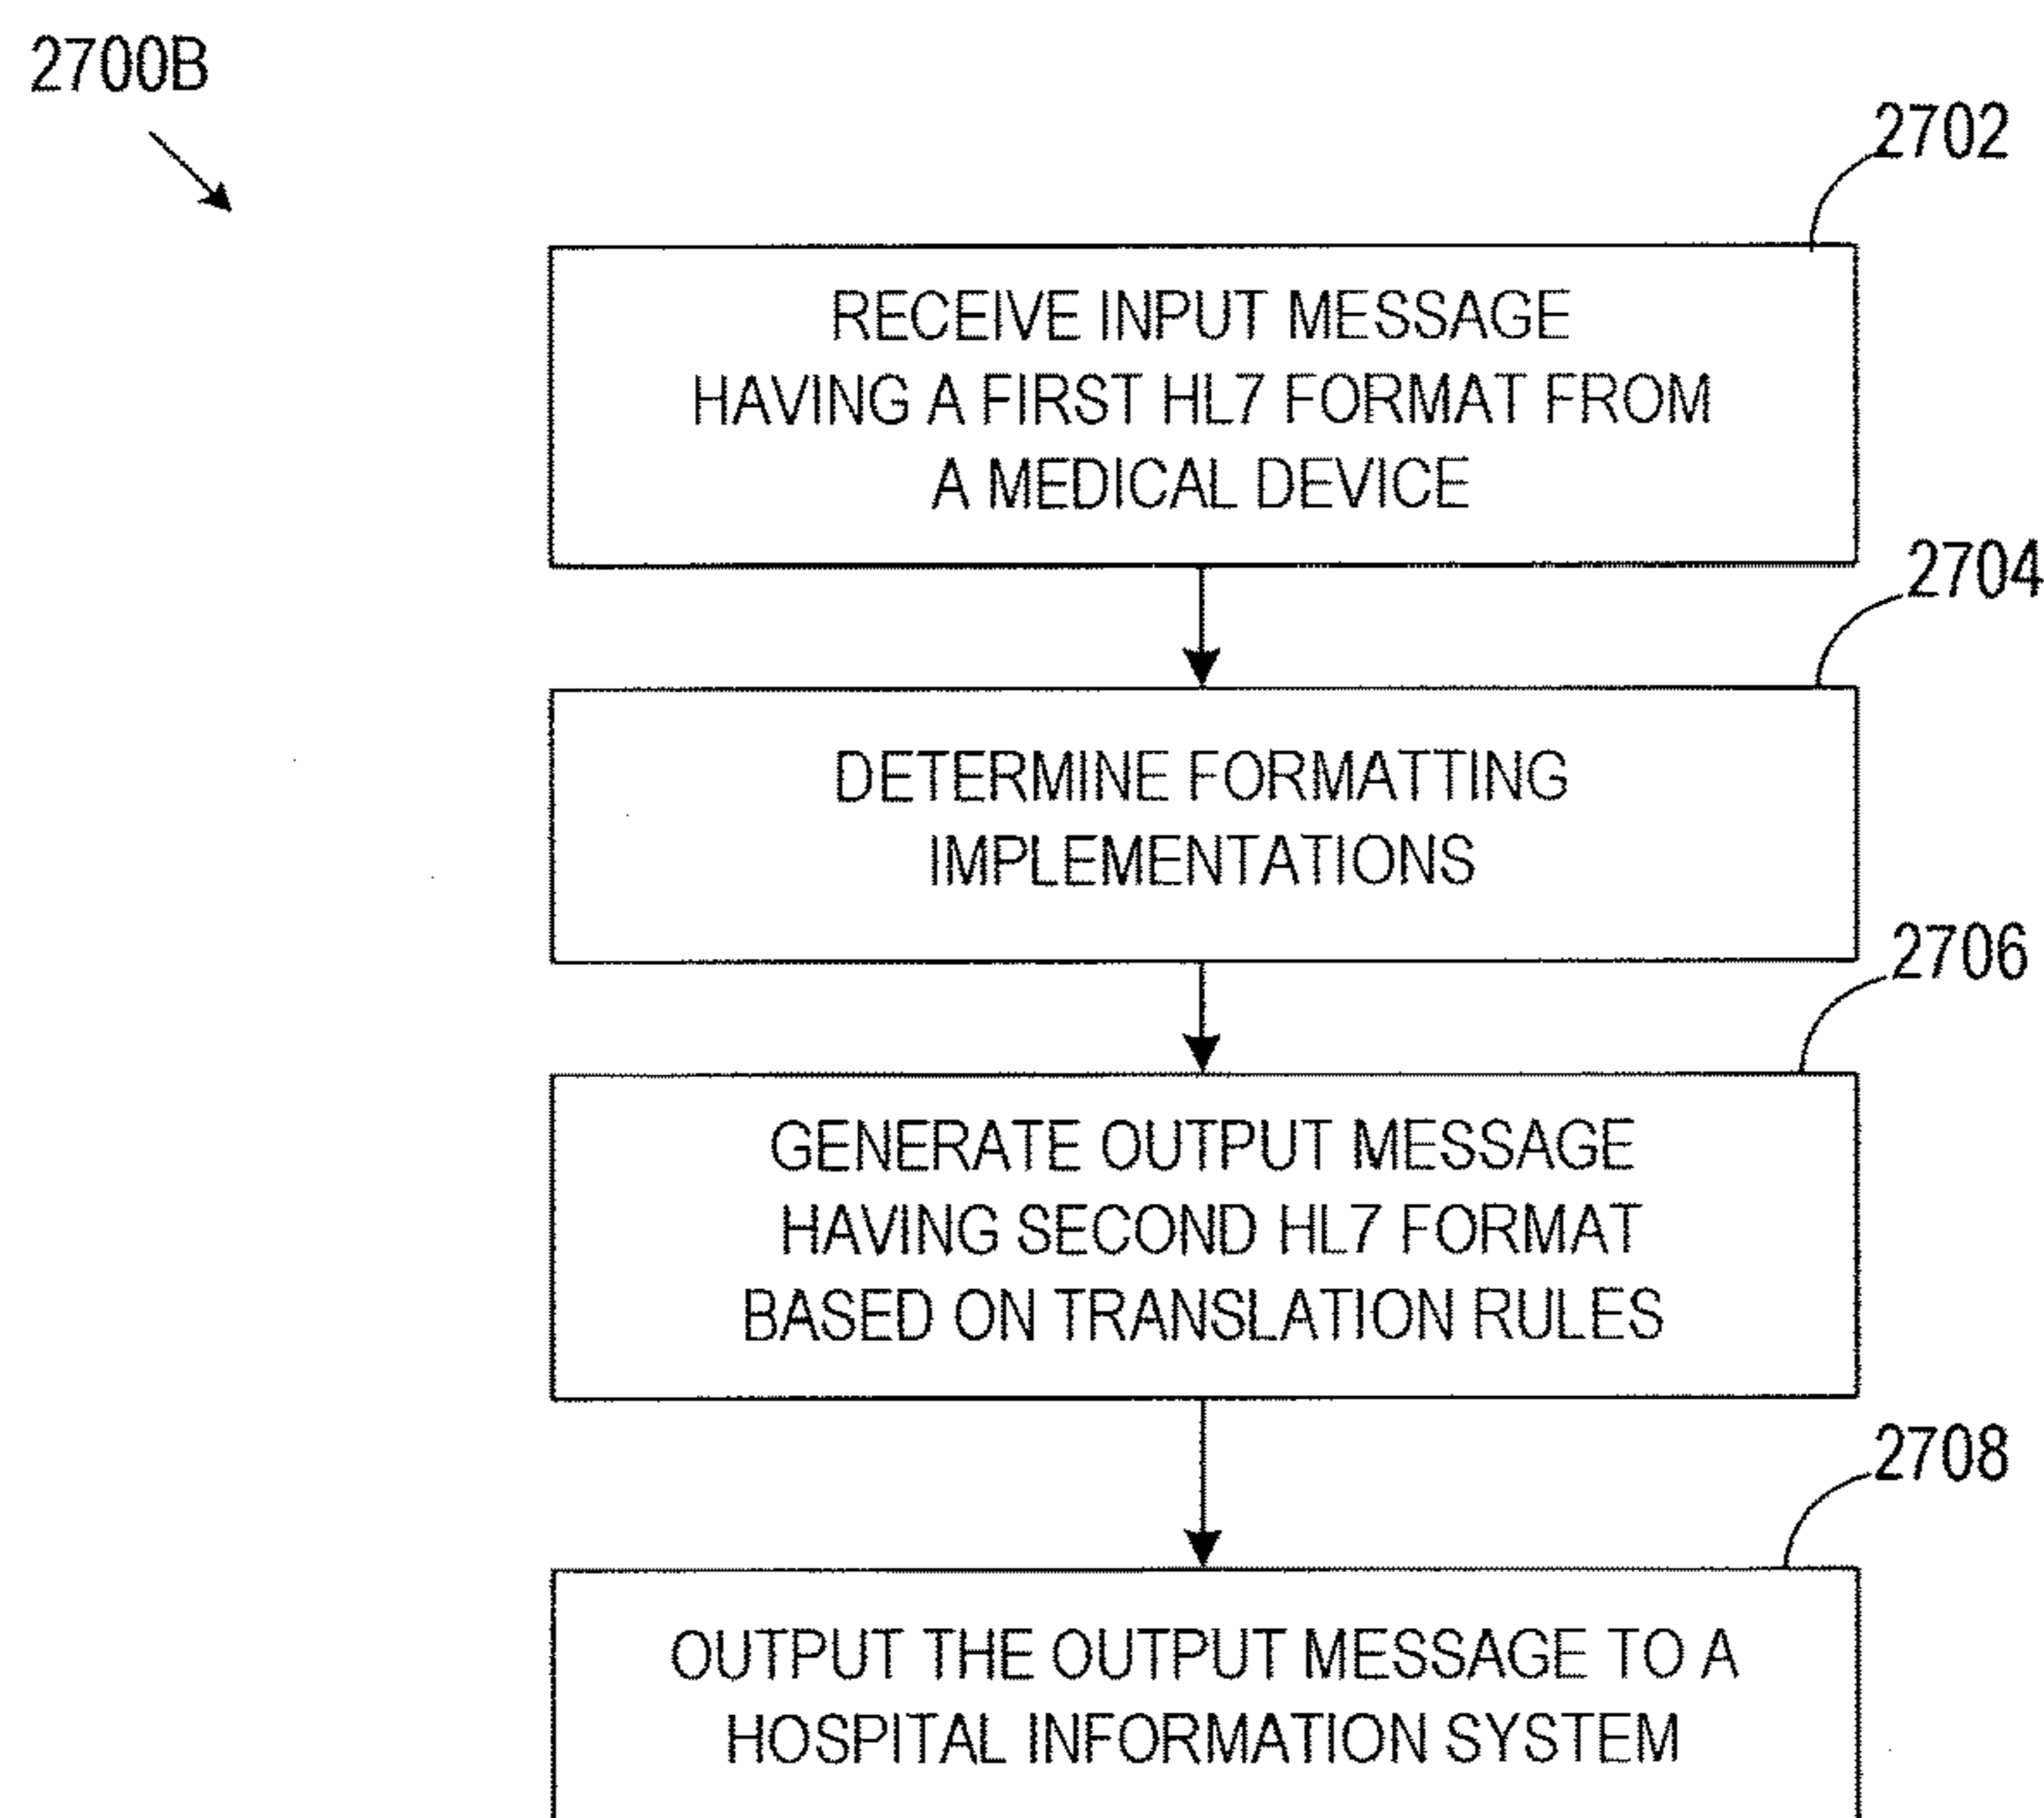 2700B
2702
RECEIVE INPUT MESSAGE
HAVING A FIRST HL7 FORMAT FROM
A MEDICAL DEVICE
2704
DETERMINE FORMATTING
IMPLEMENTATIONS
2706
GENERATE OUTPUT MESSAGE
HAVING SECOND HL7 FORMAT
BASED ON TRANSLATION RULES
2708
OUTPUT THE OUTPUT MESSAGE TO A
HOSPITAL INFORMATION SYSTEM